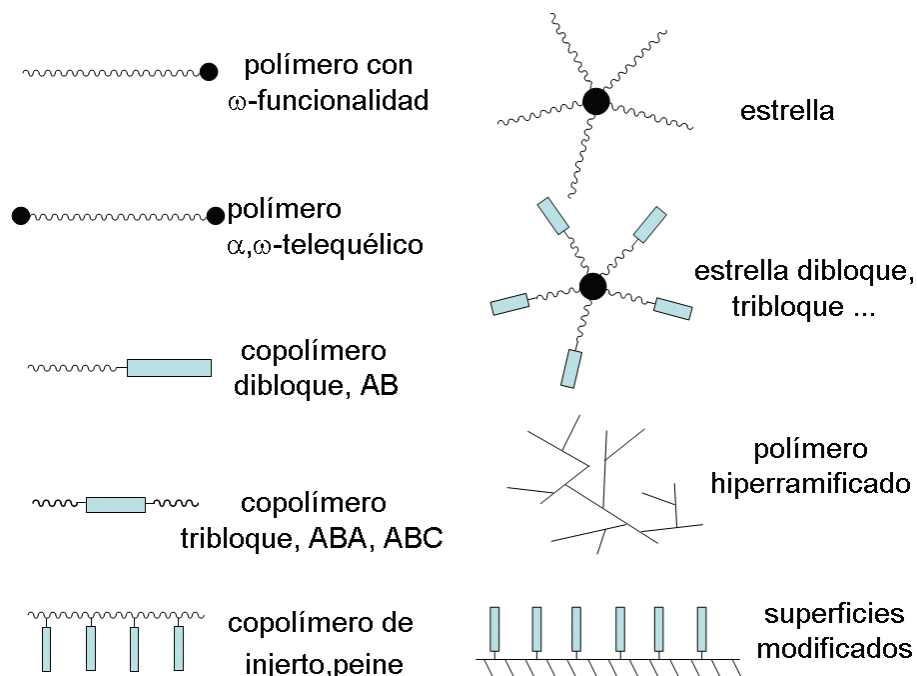 polímero con
ω-funcionalidad
polímero
α,ω-telequélico
copolímero
dibloque, AB
copolímero
tribloque, ABA, ABC
copolímero de
injerto,peine
estrella
estrella dibloque,
tribloque ...
polímero
hiperramificado
superficies
modificados